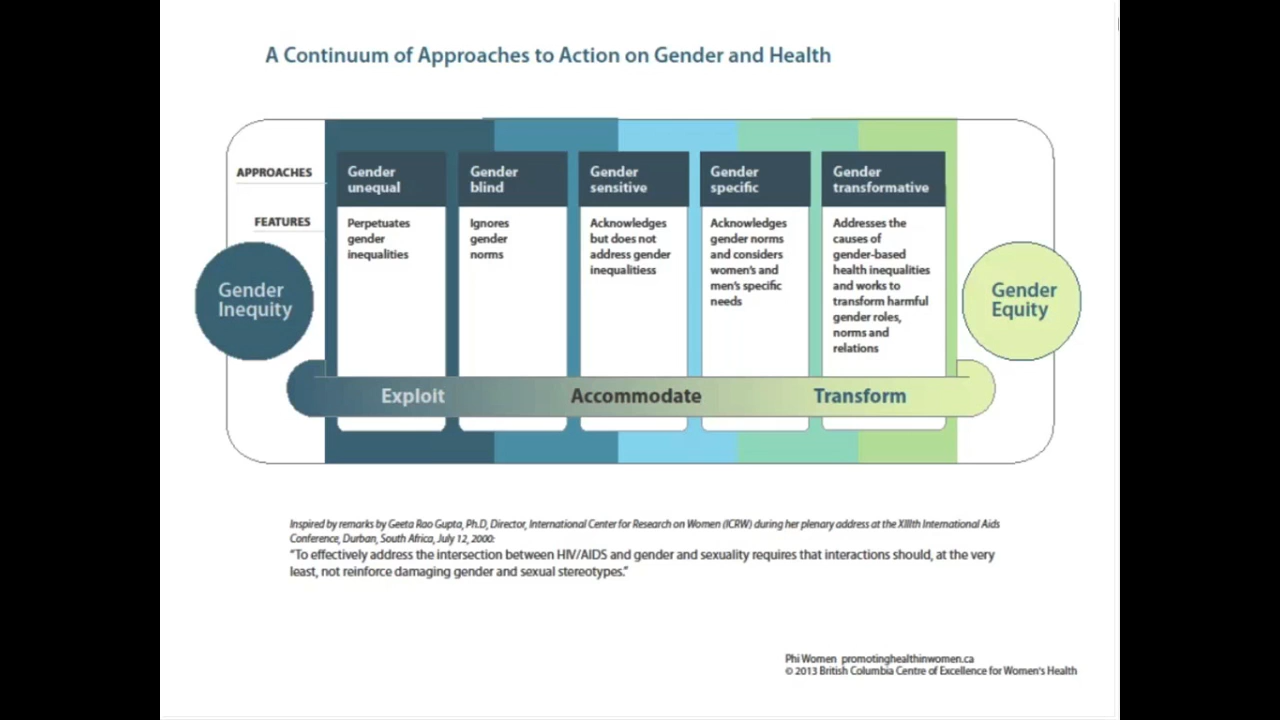 A Continuum of Approaches to Action on Gender and Health
APPROACHES
FEATURES
Gender
Inequity
Gender
unequal
Perpetuates
gender
inequalities
Gender
blind
Ignores
gender
norms
Gender
sensitive
Acknowledges
but does not
address gender
inequalitiess
Gender
specific
Acknowledges
gender norms
and considers
women's and
men's specific
needs
Gender
transformative
Addresses the
causes of
gender-based
health inequalities
and works to
transform harmful
gender roles,
norms and
relations
Gender
Equity
Exploit
Accommodate
Transform
Inspired by remarks by Geeta Rao Gupta, Ph.D, Director, International Center for Research on Women (ICRW) during her plenary address at the XIIIth International Aids
Conference, Durban, South Africa, July 12, 2000:
"To effectively address the intersection between HIV/AIDS and gender and sexuality requires that interactions should, at the very
least, not reinforce damaging gender and sexual stereotypes."
Phi Women promotinghealthinwomen.ca
© 2013 British Columbia Centre of Excellence for Women's Health